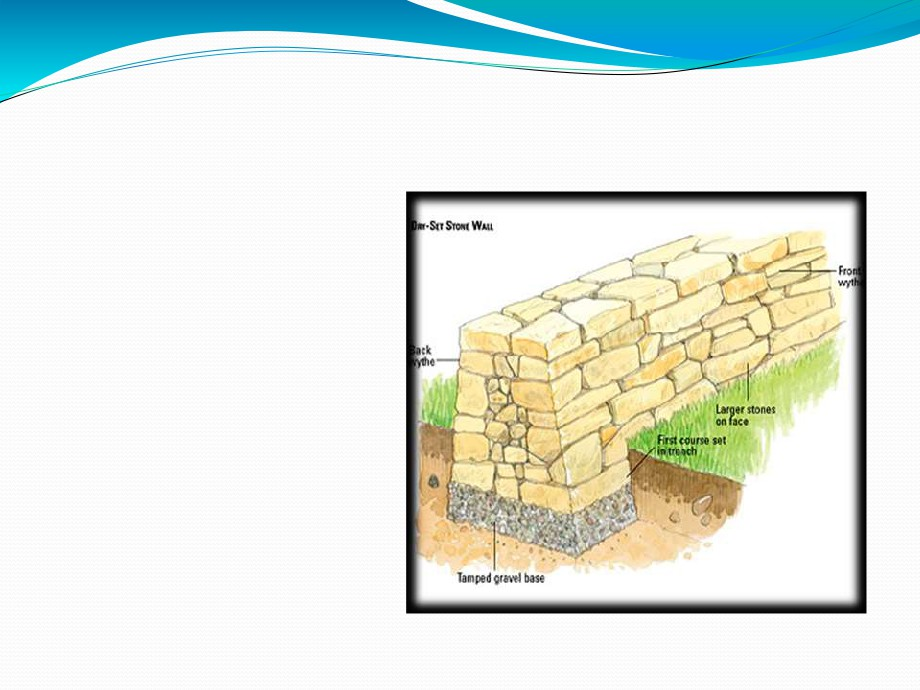 DRY-SET STONE WALL
Front
wythe
Back
wythe
Larger stones
on face
First course set
in trench
Tamped gravel base